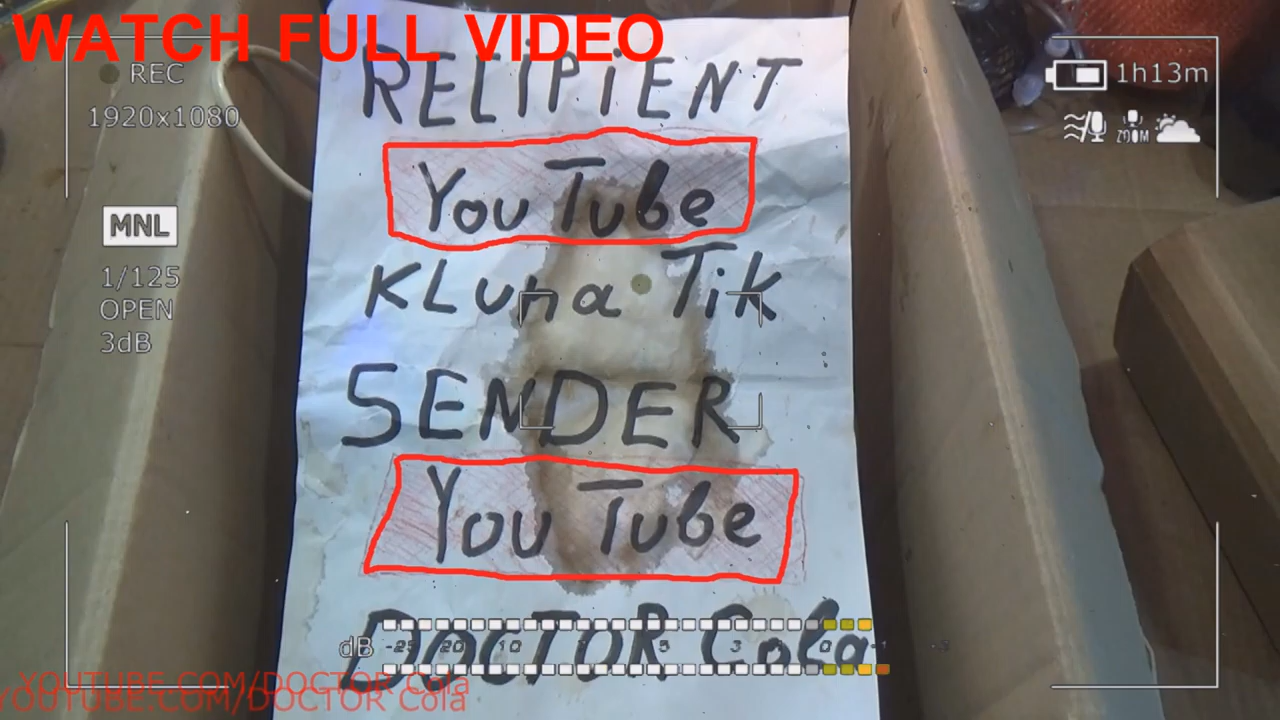 WATCH FULL VIDEO
REC
1920x1080
MNL
1/125
OPEN
3dB
1h13m
ZOOM
RECIPIENT
YouTube
KLuna Tik
SENDER
YouTube
DOCTOR Cola
dB
YOUTUBE.COM/DOCTOR Cola
YOUTUBE.COM/DOCTOR Cola